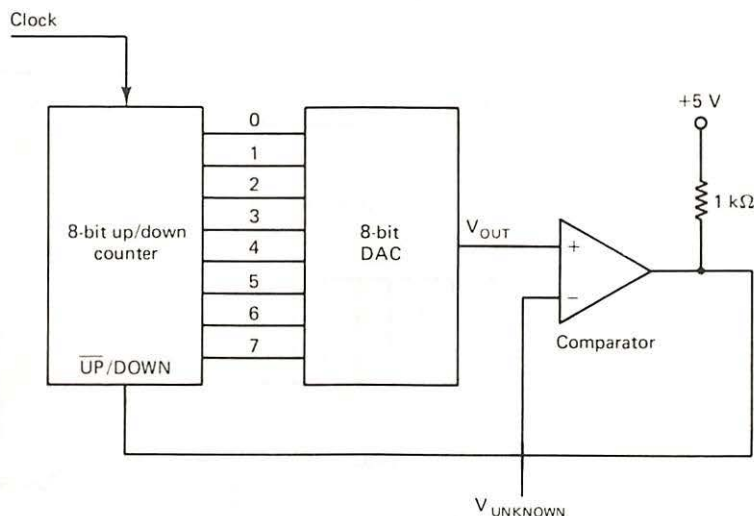 Clock
+5 V
0
1
2
3
4
5
6
7
8-bit up/down
counter
U̅P̅/DOWN
8-bit
DAC
V_OUT
+
−
1 kΩ
Comparator
V_UNKNOWN